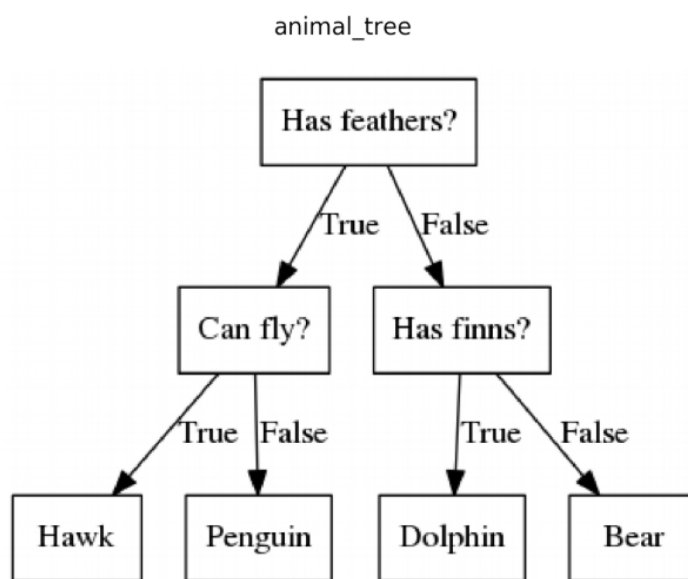 animal_tree
Has feathers?
True
False
Can fly?
Has finns?
True
False
True
False
Hawk
Penguin
Dolphin
Bear